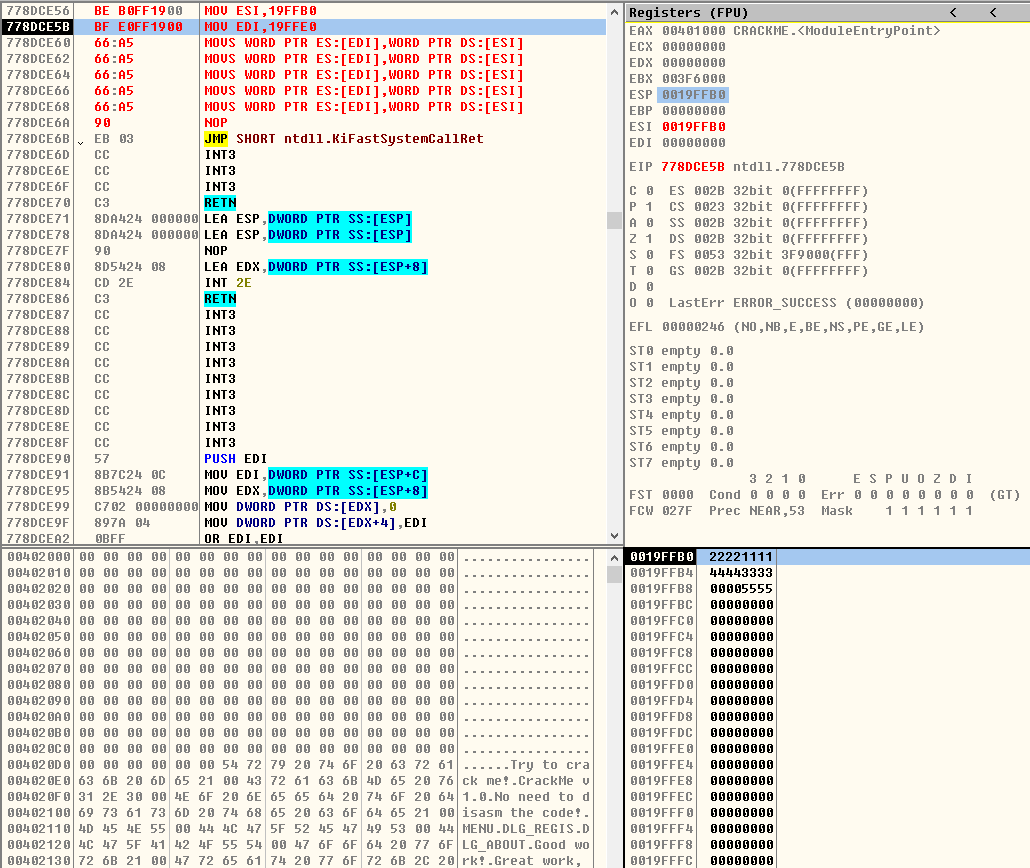 778DCE56 BE B0FF1900 MOV ESI,19FFB0
778DCE5B BF E0FF1900 MOV EDI,19FFE0
778DCE60 66:A5 MOVS WORD PTR ES:[EDI],WORD PTR DS:[ESI]
778DCE62 66:A5 MOVS WORD PTR ES:[EDI],WORD PTR DS:[ESI]
778DCE64 66:A5 MOVS WORD PTR ES:[EDI],WORD PTR DS:[ESI]
778DCE66 66:A5 MOVS WORD PTR ES:[EDI],WORD PTR DS:[ESI]
778DCE68 66:A5 MOVS WORD PTR ES:[EDI],WORD PTR DS:[ESI]
778DCE6A 90 NOP
778DCE6B EB 03 JMP SHORT ntdll.KiFastSystemCallRet
778DCE6D CC INT3
778DCE6E CC INT3
778DCE6F CC INT3
778DCE70 C3 RETN
778DCE71 8DA424 000000 LEA ESP,DWORD PTR SS:[ESP]
778DCE78 8DA424 000000 LEA ESP,DWORD PTR SS:[ESP]
778DCE7F 90 NOP
778DCE80 8D5424 08 LEA EDX,DWORD PTR SS:[ESP+8]
778DCE84 CD 2E INT 2E
778DCE86 C3 RETN
778DCE87 CC INT3
778DCE88 CC INT3
778DCE89 CC INT3
778DCE8A CC INT3
778DCE8B CC INT3
778DCE8C CC INT3
778DCE8D CC INT3
778DCE8E CC INT3
778DCE8F CC INT3
778DCE90 57 PUSH EDI
778DCE91 8B7C24 0C MOV EDI,DWORD PTR SS:[ESP+C]
778DCE95 8B5424 08 MOV EDX,DWORD PTR SS:[ESP+8]
778DCE99 C702 00000000 MOV DWORD PTR DS:[EDX],0
778DCE9F 897A 04 MOV DWORD PTR DS:[EDX+4],EDI
778DCEA2 0BFF OR EDI,EDI
Registers (FPU) < <
EAX 00401000 CRACKME.<ModuleEntryPoint>
ECX 00000000
EDX 00000000
EBX 003F6000
ESP 0019FFB0
EBP 00000000
ESI 0019FFB0
EDI 00000000
EIP 778DCE5B ntdll.778DCE5B
C 0 ES 002B 32bit 0(FFFFFFFF)
P 1 CS 0023 32bit 0(FFFFFFFF)
A 0 SS 002B 32bit 0(FFFFFFFF)
Z 1 DS 002B 32bit 0(FFFFFFFF)
S 0 FS 0053 32bit 3F9000(FFF)
T 0 GS 002B 32bit 0(FFFFFFFF)
D 0
O 0 LastErr ERROR_SUCCESS (00000000)
EFL 00000246 (NO,NB,E,BE,NS,PE,GE,LE)
ST0 empty 0.0
ST1 empty 0.0
ST2 empty 0.0
ST3 empty 0.0
ST4 empty 0.0
ST5 empty 0.0
ST6 empty 0.0
ST7 empty 0.0
3 2 1 0 E S P U O Z D I
FST 0000 Cond 0 0 0 0 Err 0 0 0 0 0 0 0 0 (GT)
FCW 027F Prec NEAR,53 Mask 1 1 1 1 1 1
00402000 00 00 00 00 00 00 00 00 00 00 00 00 00 00 00 00 ................
00402010 00 00 00 00 00 00 00 00 00 00 00 00 00 00 00 00 ................
00402020 00 00 00 00 00 00 00 00 00 00 00 00 00 00 00 00 ................
00402030 00 00 00 00 00 00 00 00 00 00 00 00 00 00 00 00 ................
00402040 00 00 00 00 00 00 00 00 00 00 00 00 00 00 00 00 ................
00402050 00 00 00 00 00 00 00 00 00 00 00 00 00 00 00 00 ................
00402060 00 00 00 00 00 00 00 00 00 00 00 00 00 00 00 00 ................
00402070 00 00 00 00 00 00 00 00 00 00 00 00 00 00 00 00 ................
00402080 00 00 00 00 00 00 00 00 00 00 00 00 00 00 00 00 ................
00402090 00 00 00 00 00 00 00 00 00 00 00 00 00 00 00 00 ................
004020A0 00 00 00 00 00 00 00 00 00 00 00 00 00 00 00 00 ................
004020B0 00 00 00 00 00 00 00 00 00 00 00 00 00 00 00 00 ................
004020C0 00 00 00 00 00 00 00 00 00 00 00 00 00 00 00 00 ................
004020D0 00 00 00 00 00 00 54 72 79 20 74 6F 20 63 72 61 ......Try to cra
004020E0 63 6B 20 6D 65 21 00 43 72 61 63 6B 4D 65 20 76 ck me!.CrackMe v
004020F0 31 2E 30 00 4E 6F 20 6E 65 65 64 20 74 6F 20 64 1.0.No need to d
00402100 69 73 61 73 6D 20 74 68 65 20 63 6F 64 65 21 00 isasm the code!.
00402110 4D 45 4E 55 00 44 4C 47 5F 52 45 47 49 53 00 44 MENU.DLG_REGIS.D
00402120 4C 47 5F 41 42 4F 55 54 00 47 6F 6F 64 20 77 6F LG_ABOUT.Good wo
00402130 72 6B 21 00 47 72 65 61 74 20 77 6F 72 6B 2C 20 rk!.Great work,
0019FFB0 22221111
0019FFB4 44443333
0019FFB8 00005555
0019FFBC 00000000
0019FFC0 00000000
0019FFC4 00000000
0019FFC8 00000000
0019FFCC 00000000
0019FFD0 00000000
0019FFD4 00000000
0019FFD8 00000000
0019FFDC 00000000
0019FFE0 00000000
0019FFE4 00000000
0019FFE8 00000000
0019FFEC 00000000
0019FFF0 00000000
0019FFF4 00000000
0019FFF8 00000000
0019FFFC 00000000